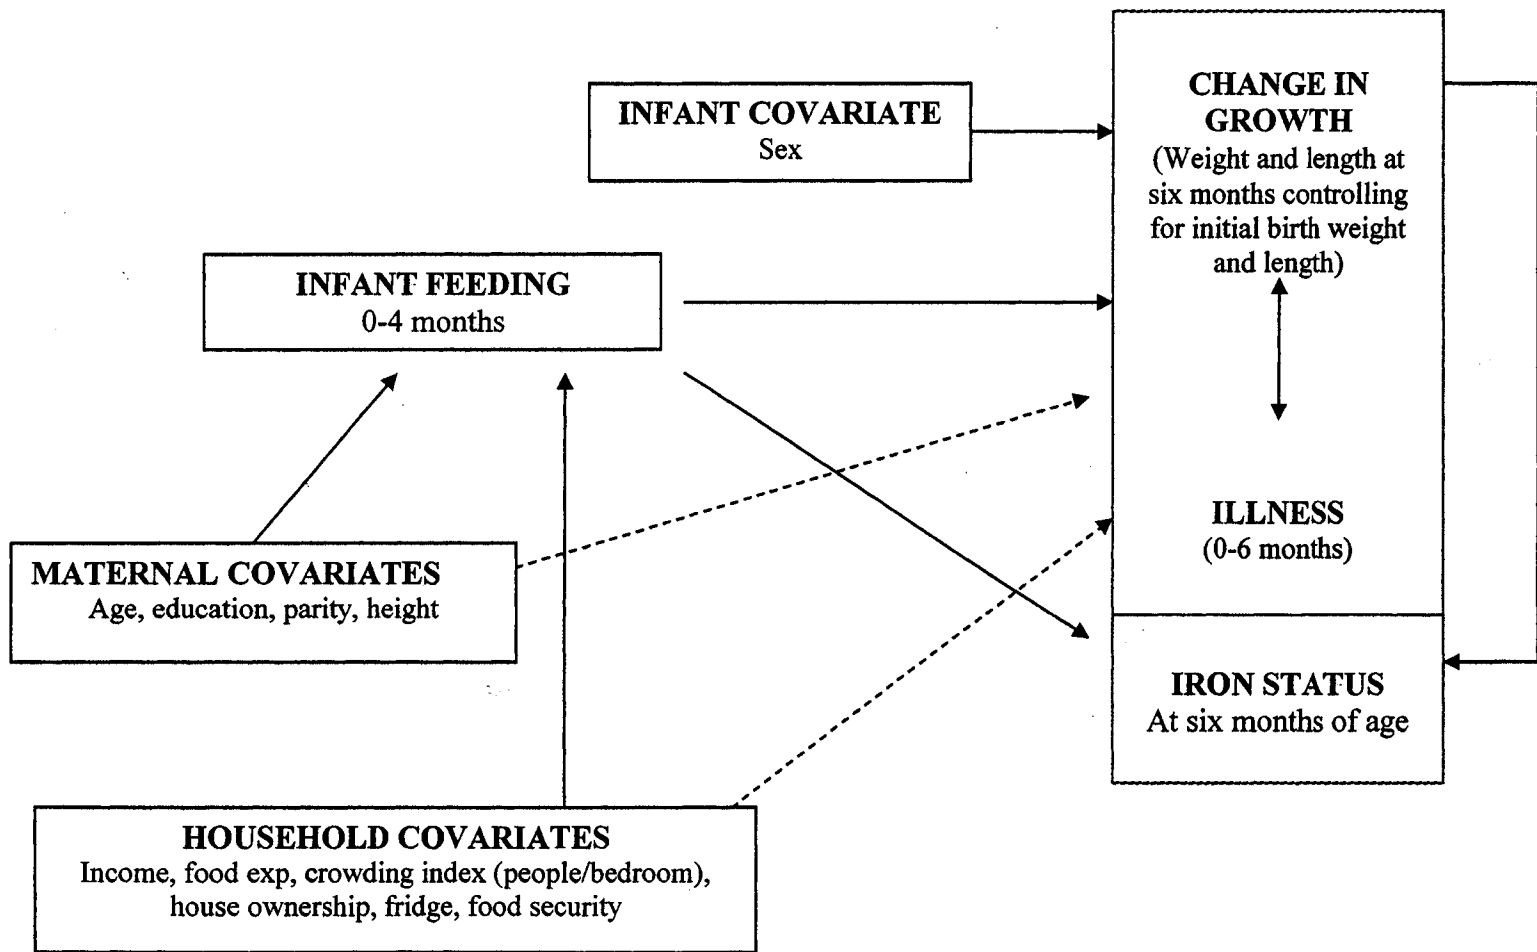 INFANT COVARIATE
Sex
CHANGE IN
GROWTH
(Weight and length at
six months controlling
for initial birth weight
and length)
INFANT FEEDING
0-4 months
ILLNESS
(0-6 months)
MATERNAL COVARIATES
Age, education, parity, height
IRON STATUS
At six months of age
HOUSEHOLD COVARIATES
Income, food exp, crowding index (people/bedroom),
house ownership, fridge, food security